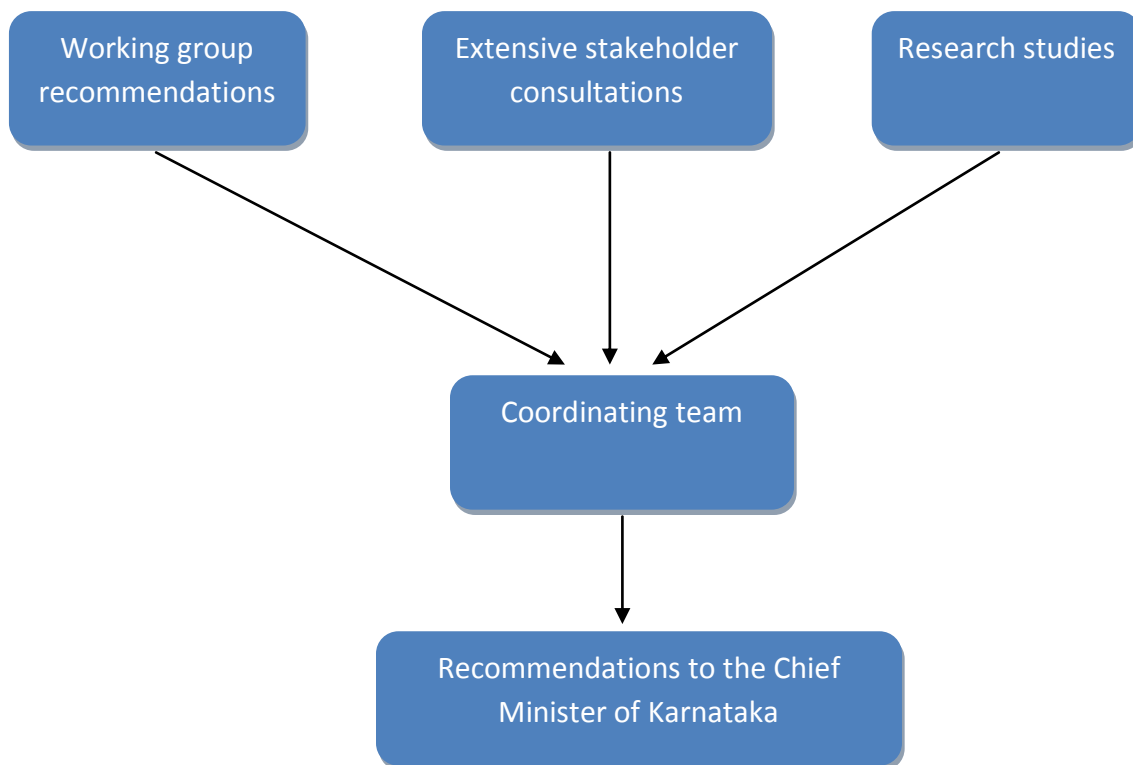 Working group
recommendations
Extensive stakeholder
consultations
Research studies
Coordinating team
Recommendations to the Chief
Minister of Karnataka